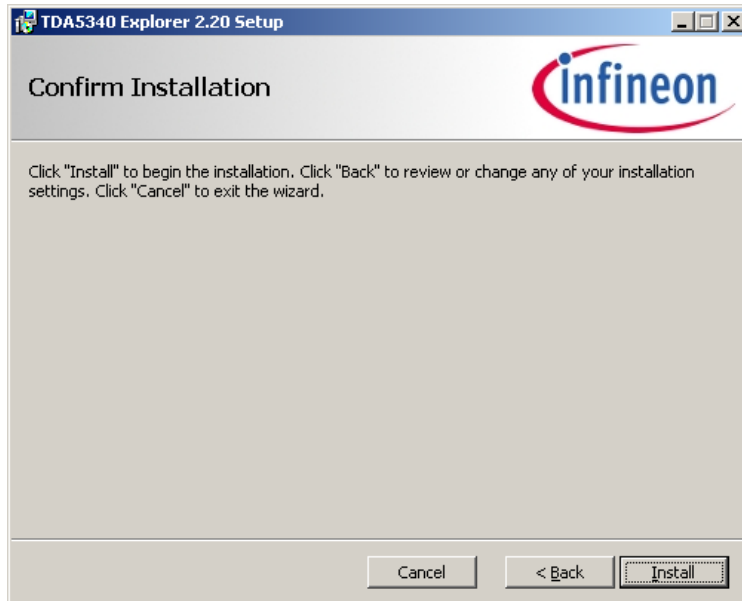 TDA5340 Explorer 2.20 Setup
Confirm Installation
infineon
Click "Install" to begin the installation. Click "Back" to review or change any of your installation
settings. Click "Cancel" to exit the wizard.
Cancel
< Back
Install